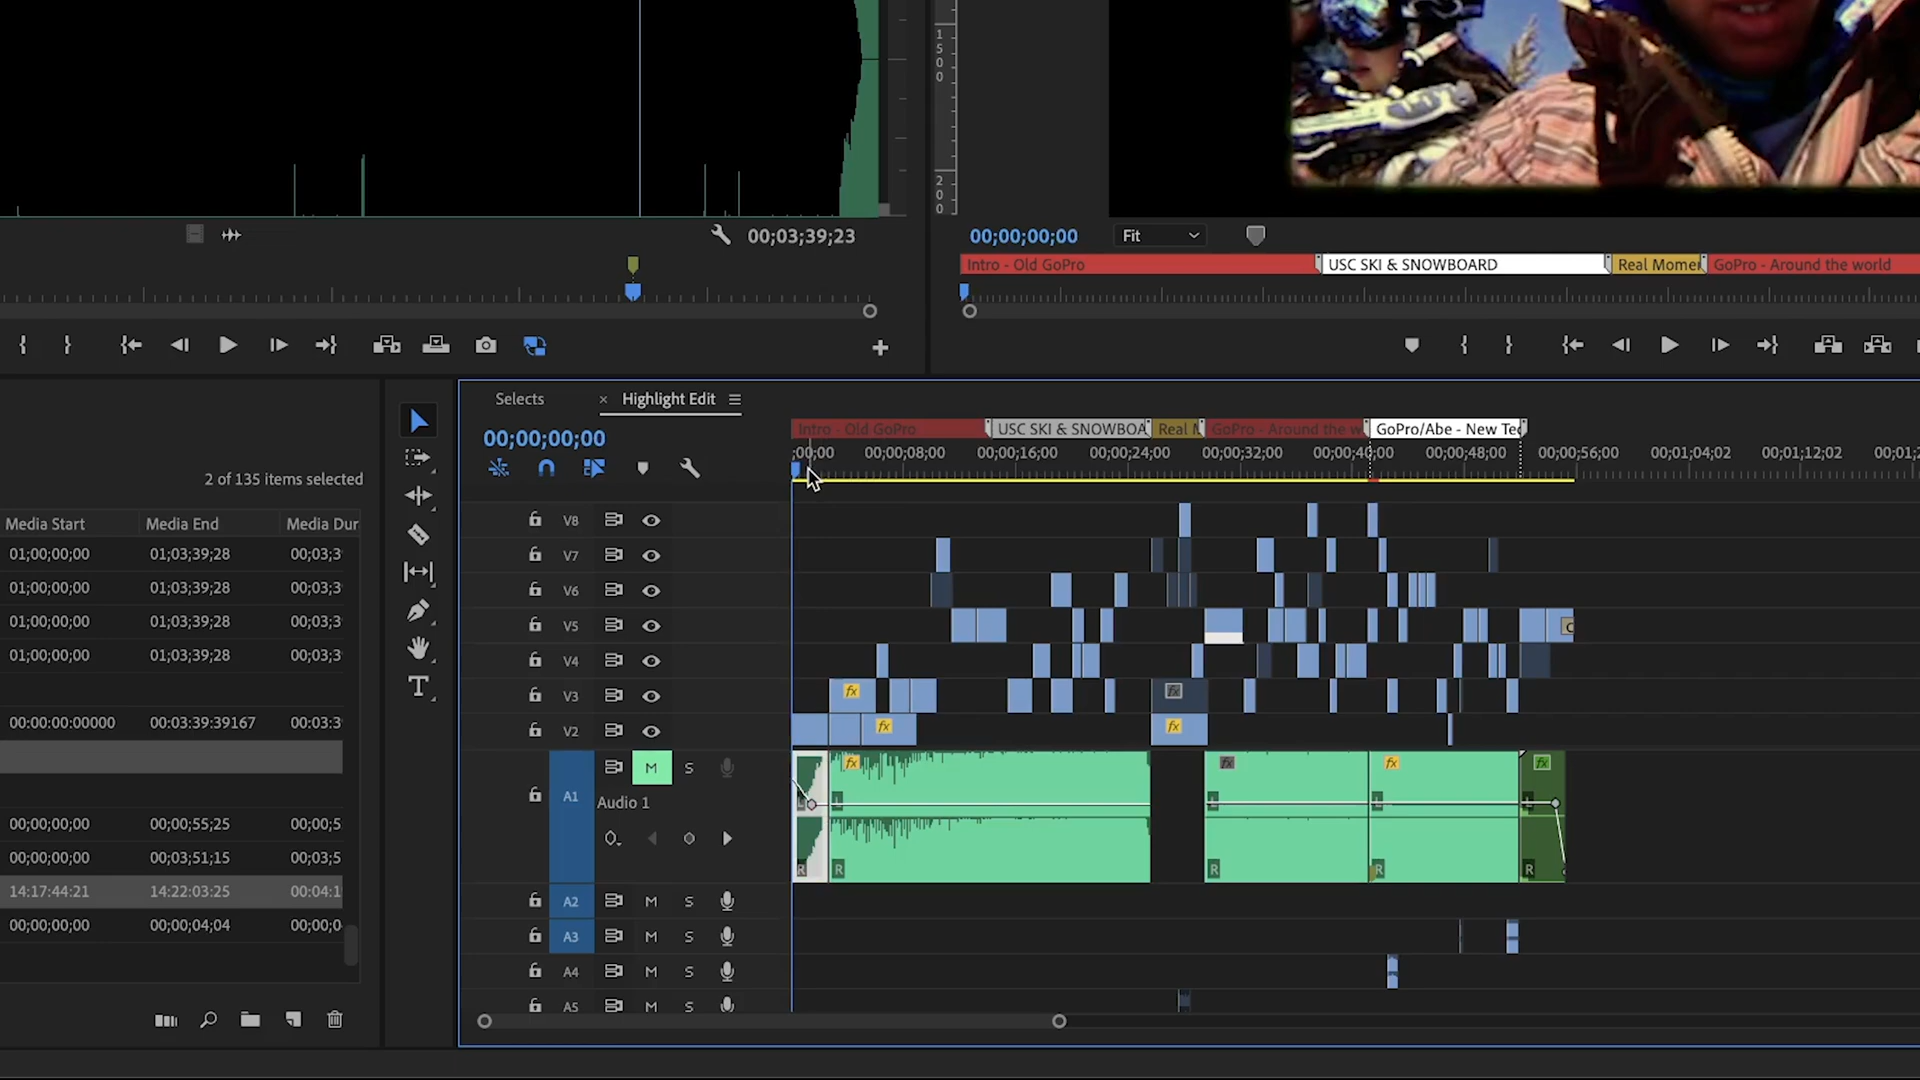 1
5
0
0
2
0
0
00;03;39;23
00;00;00;00
Fit
Intro - Old GoPro
USC SKI & SNOWBOARD
Real Momer
GoPro - Around the world
Selects
× Highlight Edit
00;00;00;00
Intro - Old GoPro
USC SKI & SNOWBOA
Real M
GoPro - Around the w
GoPro/Abe - New Tec
;00;00
00;00;08;00
00;00;16;00
00;00;24;00
00;00;32;00
00;00;40;00
00;00;48;00
00;00;56;00
00;01;04;02
00;01;12;02
00;01;2
2 of 135 items selected
Media Start
Media End
Media Dur
01;00;00;00
01;03;39;28
00;03;3
01;00;00;00
01;03;39;28
00;03;3
01;00;00;00
01;03;39;28
00;03;3
01;00;00;00
01;03;39;28
00;03;3
00:00:00:00000
00:03:39:39167
00:03:3
00;00;00;00
00;00;55;25
00;00;5
00;00;00;00
00;03;51;15
00;03;5
14:17:44:21
14:22:03:25
00:04:1
00;00;00;00
00;00;04;04
00;00;0
T
V8
V7
V6
V5
V4
V3
fx
fx
V2
fx
fx
A1
M
S
Audio 1
L
R
fx
L
R
fx
L
R
fx
L
R
fx
L
R
A2
M
S
A3
M
S
A4
M
S
A5
M
S